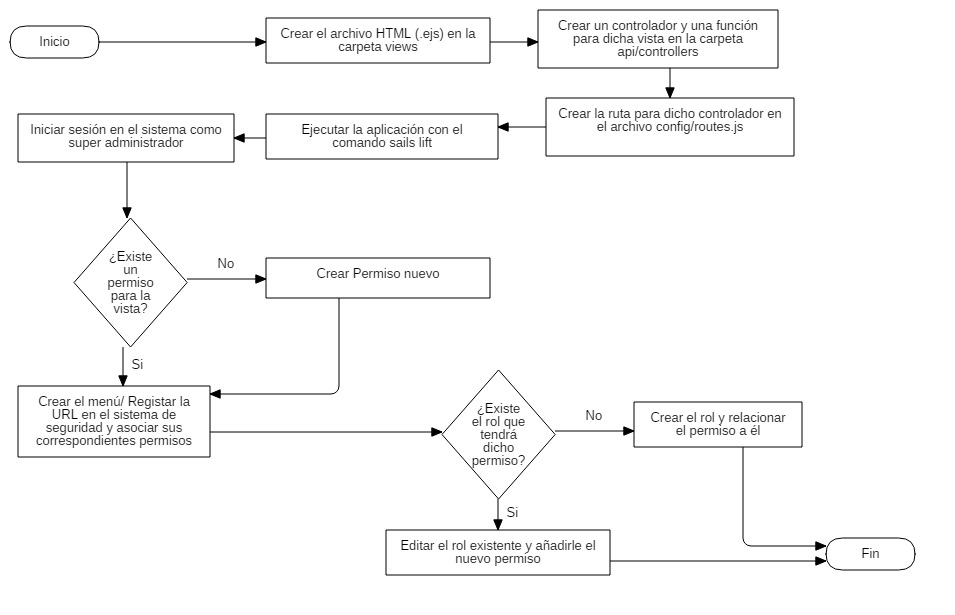 Inicio
Crear el archivo HTML (.ejs) en la
carpeta views
Crear un controlador y una función
para dicha vista en la carpeta
api/controllers
Crear la ruta para dicho controlador en
el archivo config/routes.js
Ejecutar la aplicación con el
comando sails lift
Iniciar sesión en el sistema como
super administrador
¿Existe
un
permiso
para la
vista?
No
Crear Permiso nuevo
Si
Crear el menú/ Registar la
URL en el sistema de
seguridad y asociar sus
correspondientes permisos
¿Existe
el rol que
tendrá
dicho
permiso?
No
Crear el rol y relacionar
el permiso a él
Si
Editar el rol existente y añadirle el
nuevo permiso
Fin